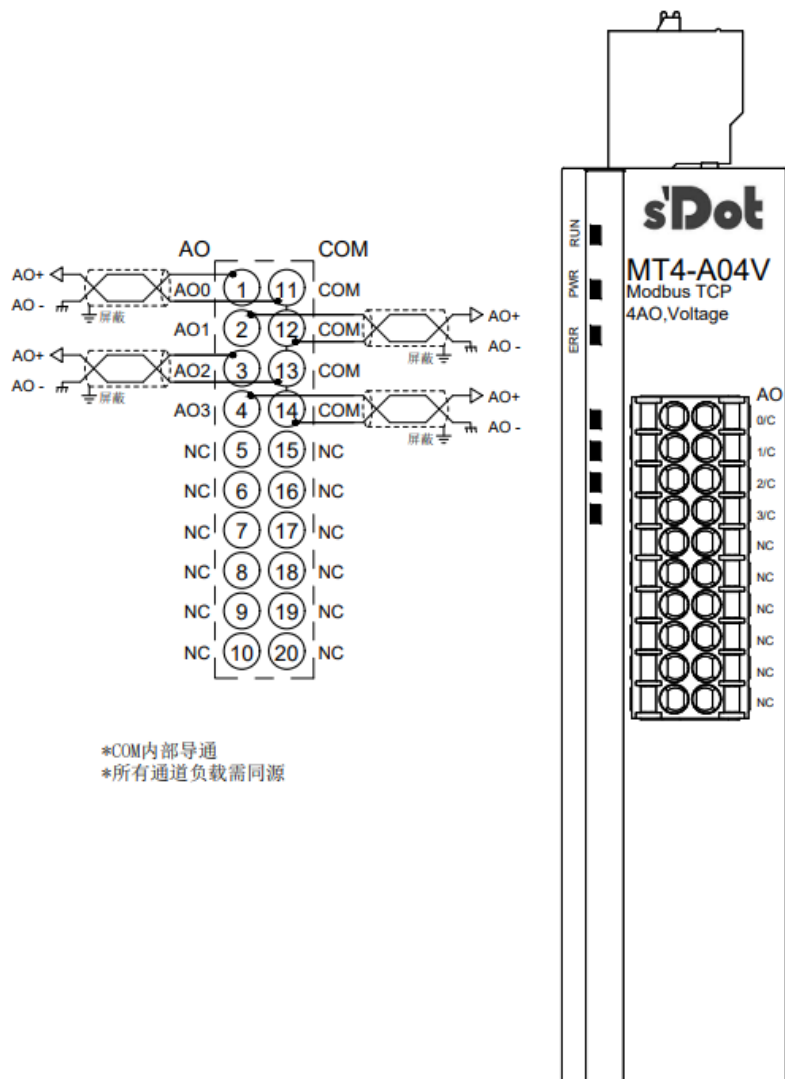 AO COM
AO+ AO0 1 11 COM
AO - 屏蔽
AO1 2 12 COM AO+
屏蔽 AO -
AO+ AO2 3 13 COM
AO - 屏蔽
AO3 4 14 COM AO+
屏蔽 AO -
NC 5 15 NC
NC 6 16 NC
NC 7 17 NC
NC 8 18 NC
NC 9 19 NC
NC 10 20 NC
*COM内部导通
*所有通道负载需同源
s'Dot
RUN
PWR
ERR
MT4-A04V
Modbus TCP
4AO,Voltage
AO
0/C
1/C
2/C
3/C
NC
NC
NC
NC
NC
NC